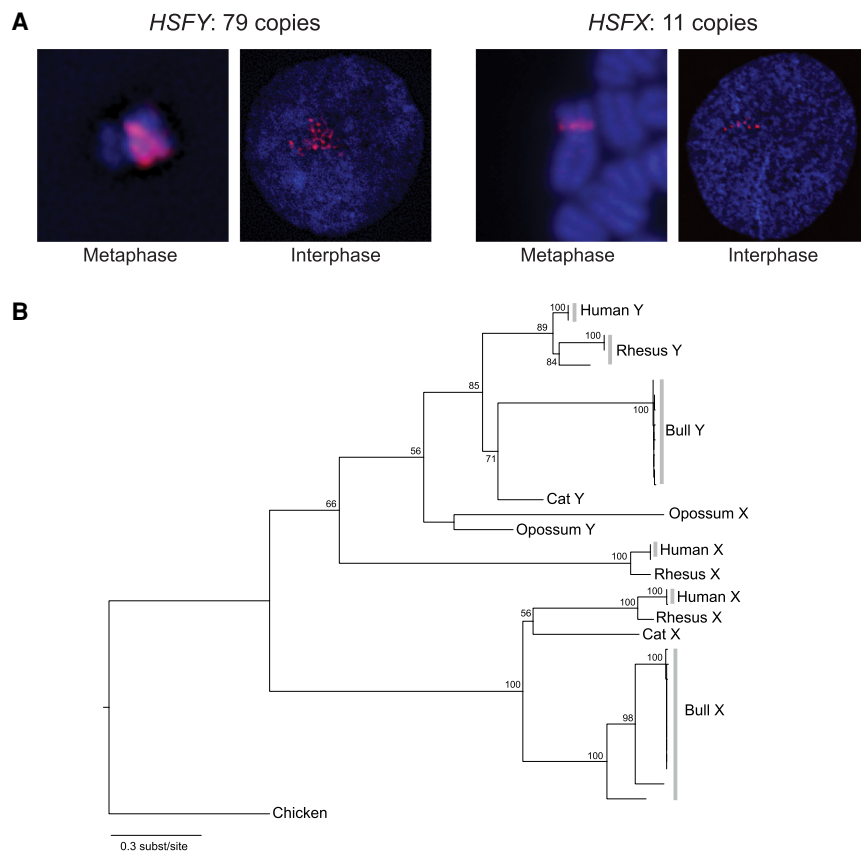 A
HSFY: 79 copies
HSFX: 11 copies
Metaphase
Interphase
Metaphase
Interphase
B
100
Human Y
89
100
Rhesus Y
84
85
100
Bull Y
71
56
Cat Y
66
Opossum X
Opossum Y
100
Human X
Rhesus X
100
Human X
100
56
Rhesus X
Cat X
100
100
Bull X
98
100
Chicken
0.3 subst/site